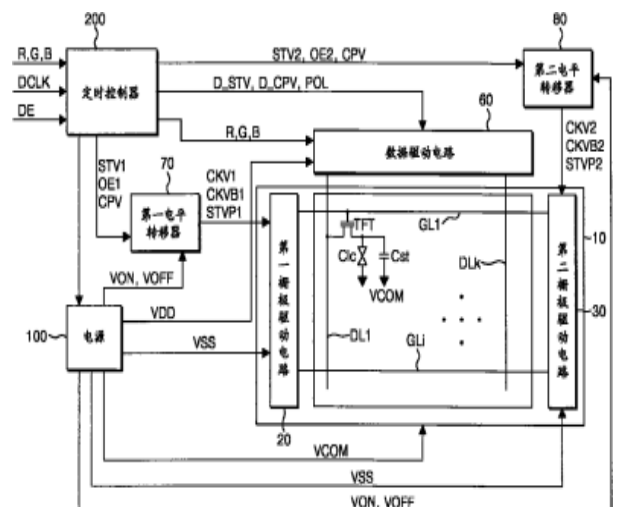 200
80
R,G,B
DCLK
DE
定时控制器
STV2, OE2, CPV
D_STV, D_CPV, POL
第二电平
转移器
60
R,G,B
数据驱动电路
STV1
OE1
CPV
70
第一电平
转移器
CKV1
CKVB1
STVP1
CKV2
CKVB2
STVP2
第一栅极驱动电路
TFT
GL1
Clc
Cst
VCOM
DLk
DL1
GLi
第二栅极驱动电路
10
30
VON, VOFF
100
电源
VDD
VSS
20
VCOM
VSS
VON, VOFF